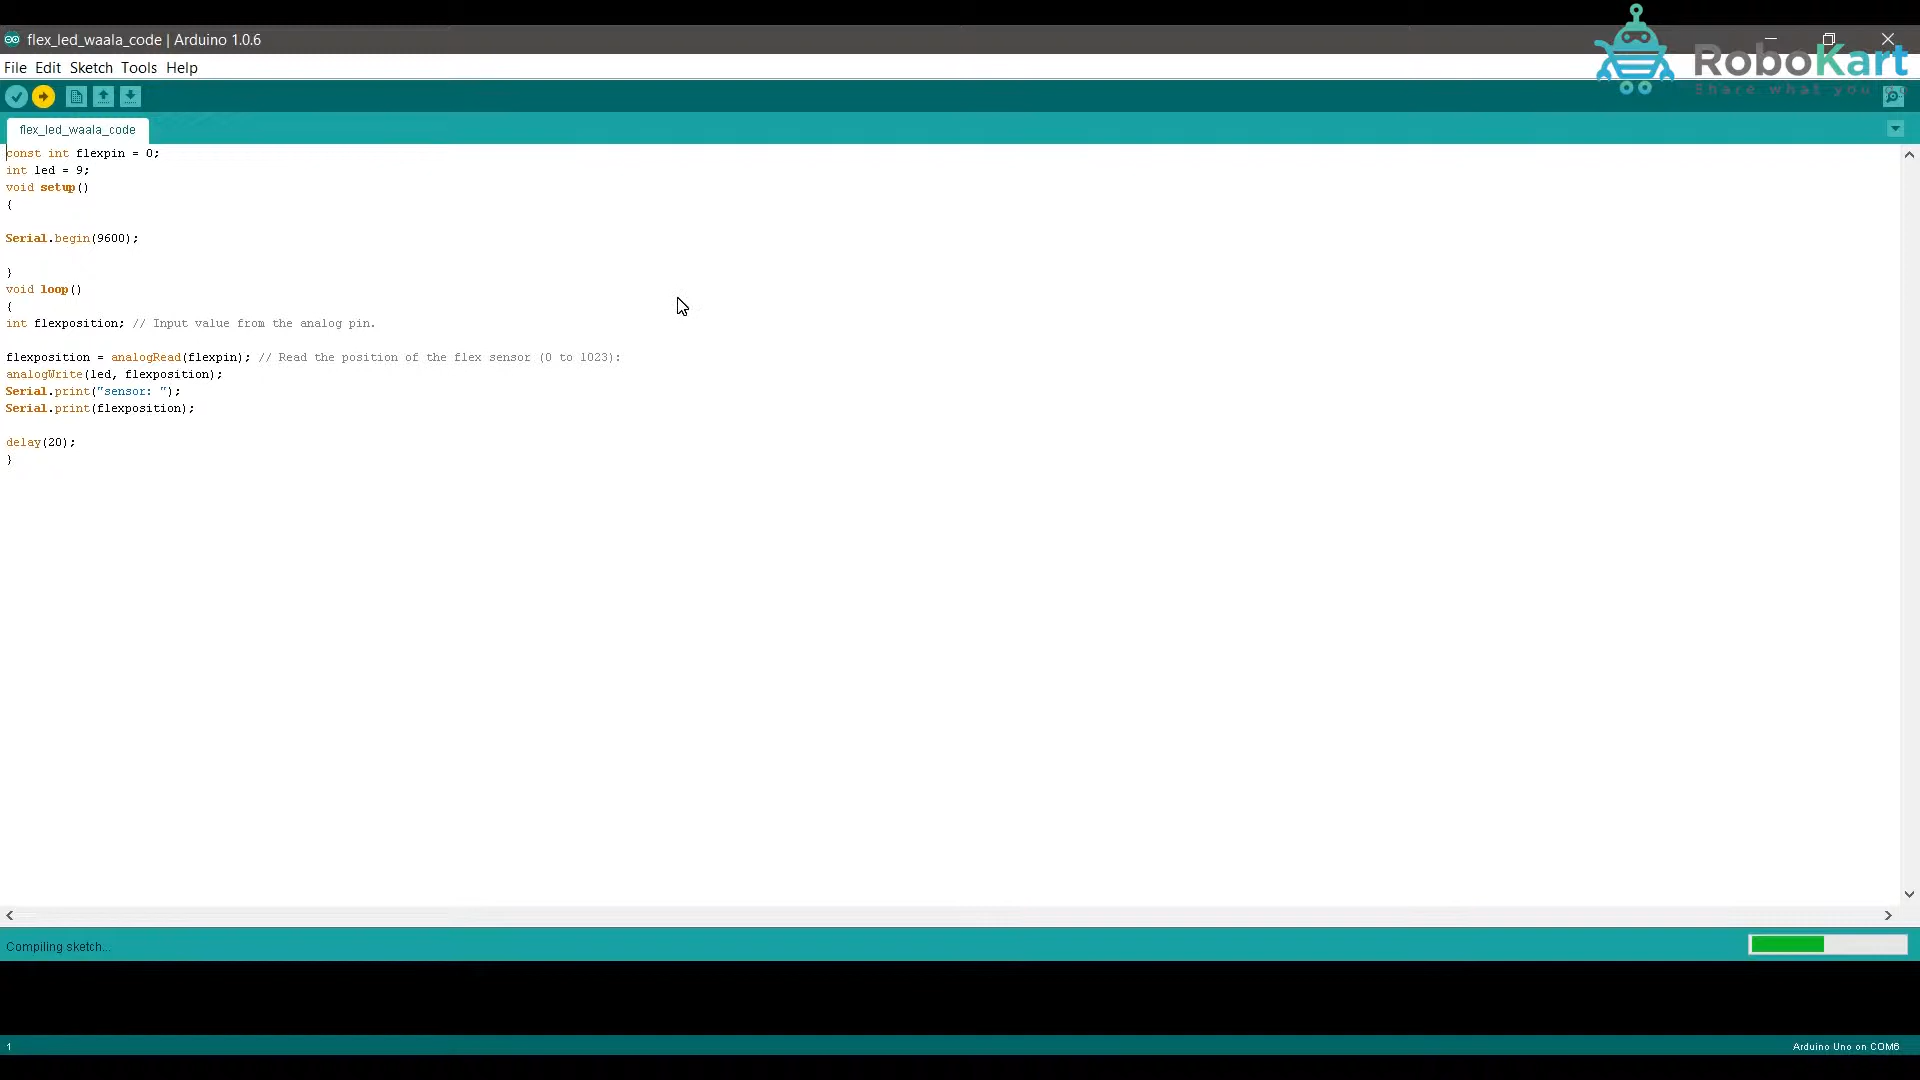 flex_led_waala_code | Arduino 1.0.6
File Edit Sketch Tools Help
RoboKart
Share what you
flex_led_waala_code
const int flexpin = 0;
int led = 9;
void setup()
{
Serial.begin(9600);
}
void loop()
{
int flexposition; // Input value from the analog pin.
flexposition = analogRead(flexpin); // Read the position of the flex sensor (0 to 1023):
analogWrite(led, flexposition);
Serial.print("sensor: ");
Serial.print(flexposition);
delay(20);
}
Compiling sketch...
1
Arduino Uno on COM6